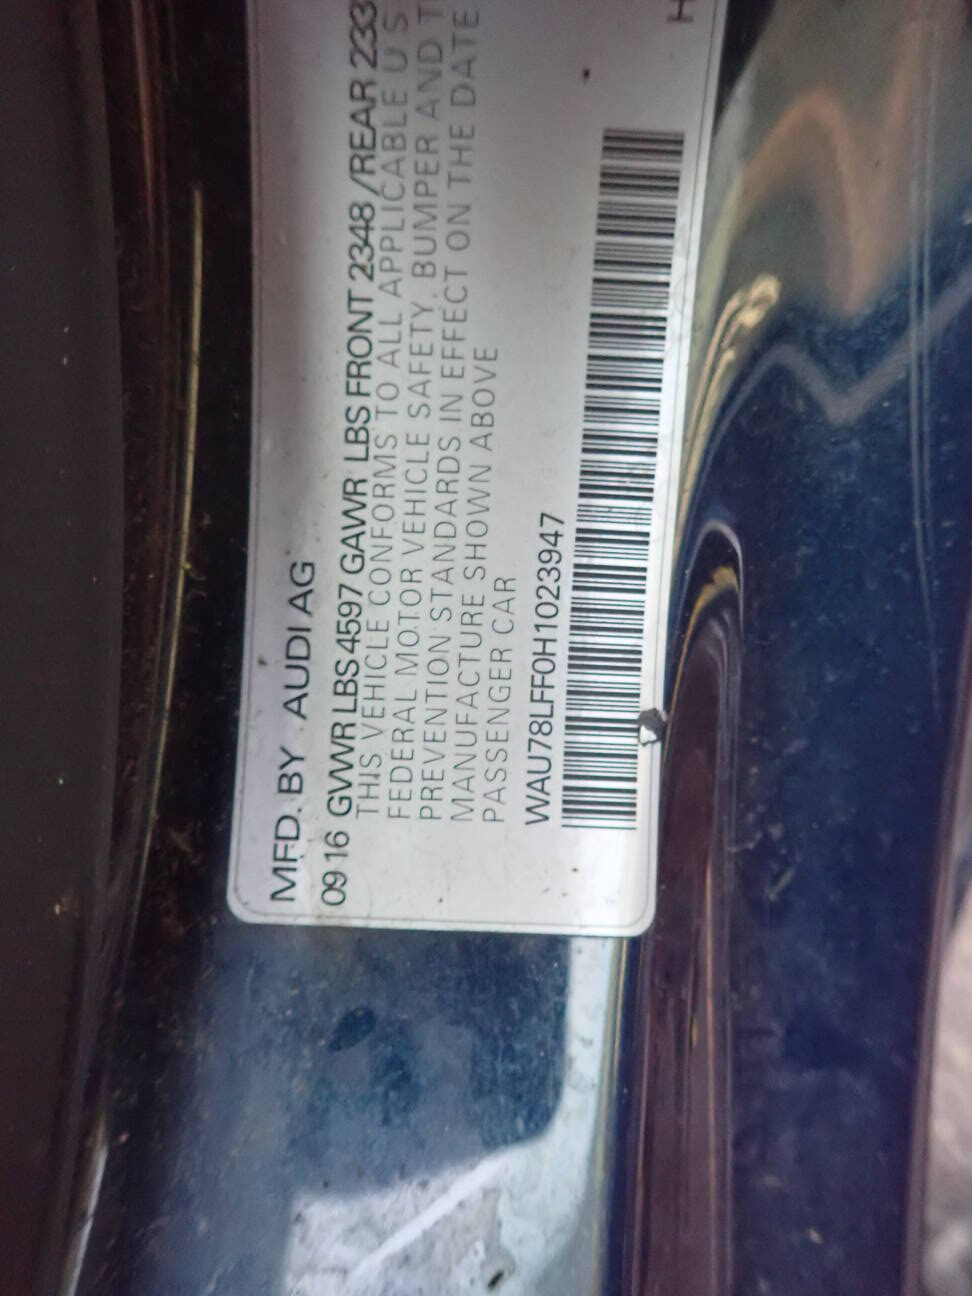 MFD. BY AUDI AG
09 16 GVWR LBS 4597 GAWR LBS FRONT 2348 / REAR 233
THIS VEHICLE CONFORMS TO ALL APPLICABLE U S
FEDERAL MOTOR VEHICLE SAFETY, BUMPER AND T
PREVENTION STANDARDS IN EFFECT ON THE DATE
MANUFACTURE SHOWN ABOVE
PASSENGER CAR
WAU78LFF0H1023947
H